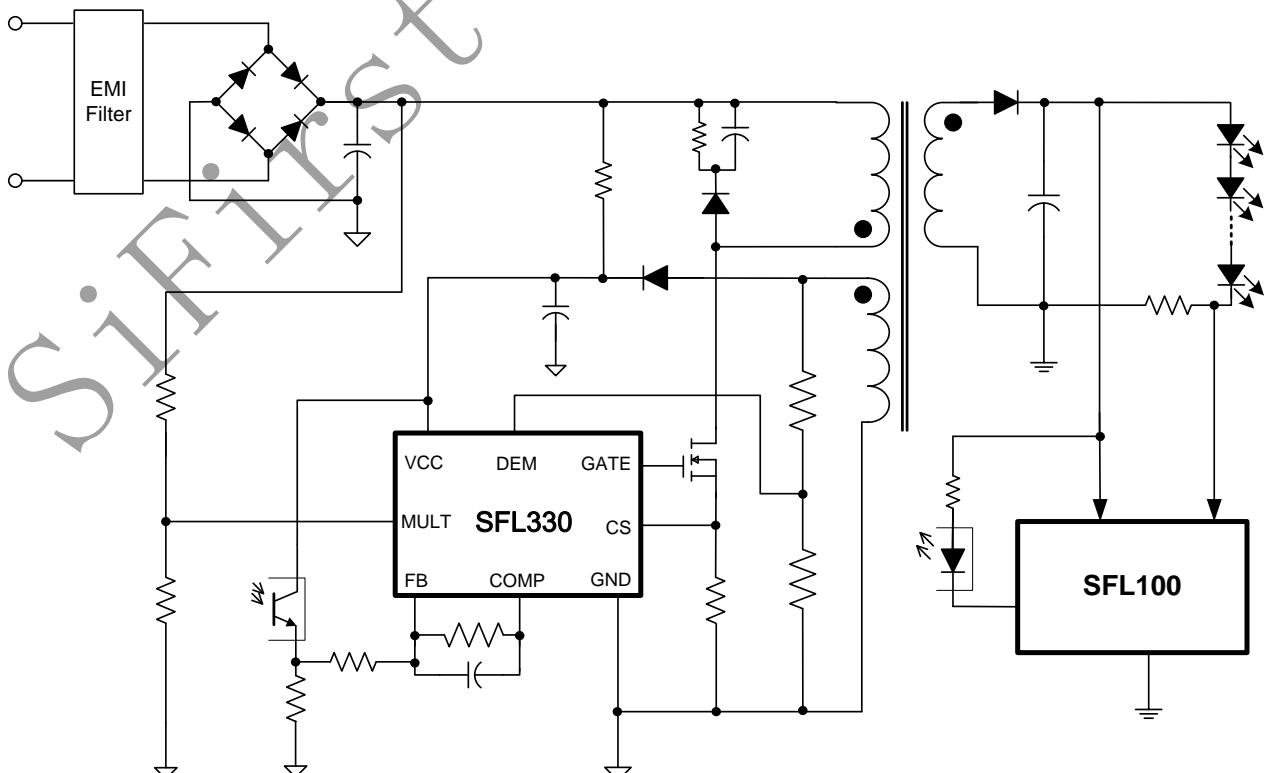 EMI
Filter
SiFirst
VCC DEM GATE
MULT SFL330 CS
FB COMP GND
SFL100